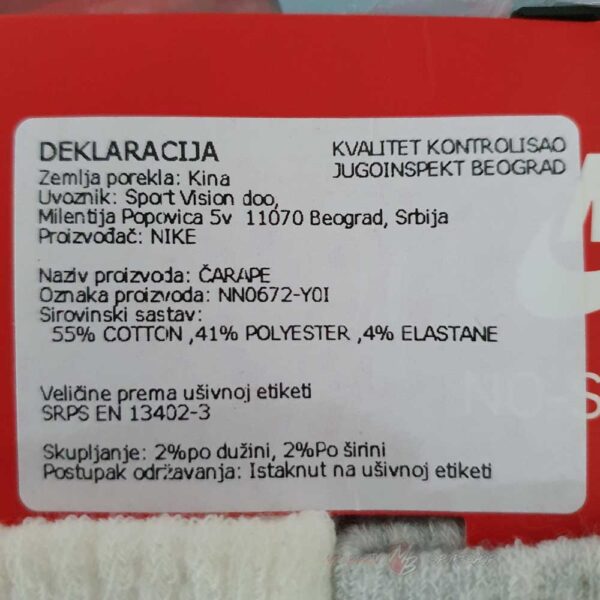 DEKLARACIJA
Zemlja porekla: Kina
Uvoznik: Sport Vision doo,
Milentija Popovica 5v 11070 Beograd, Srbija
Proizvođač: NIKE
KVALITET KONTROLISAO
JUGOINSPEKT BEOGRAD
Naziv proizvoda: ČARAPE
Oznaka proizvoda: NN0672-Y0I
Sirovinski sastav:
55% COTTON ,41% POLYESTER ,4% ELASTANE
Veličine prema ušivnoj etiketi
SRPS EN 13402-3
Skupljanje: 2%po dužini, 2%Po širini
Postupak održavanja: Istaknut na ušivnoj etiketi